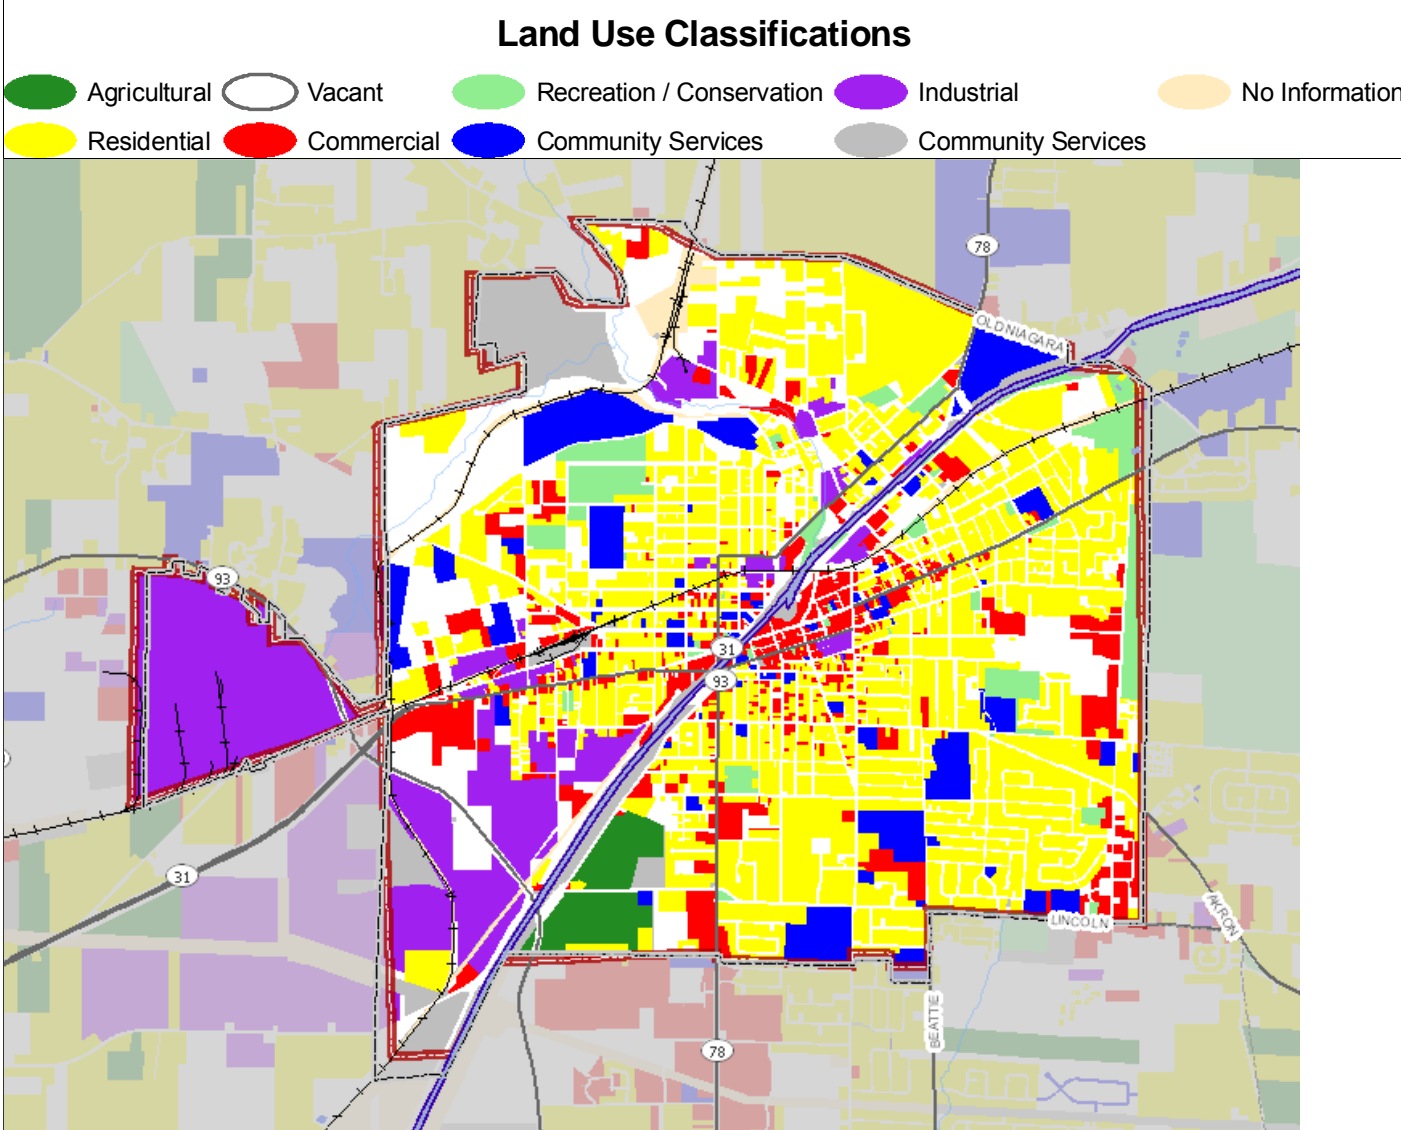 Land Use Classifications
Agricultural Vacant Recreation / Conservation Industrial No Information
Residential Commercial Community Services Community Services
78
OLD NIAGARA
93
31
93
31
AKRON
LINCOLN
BEATTIE
78